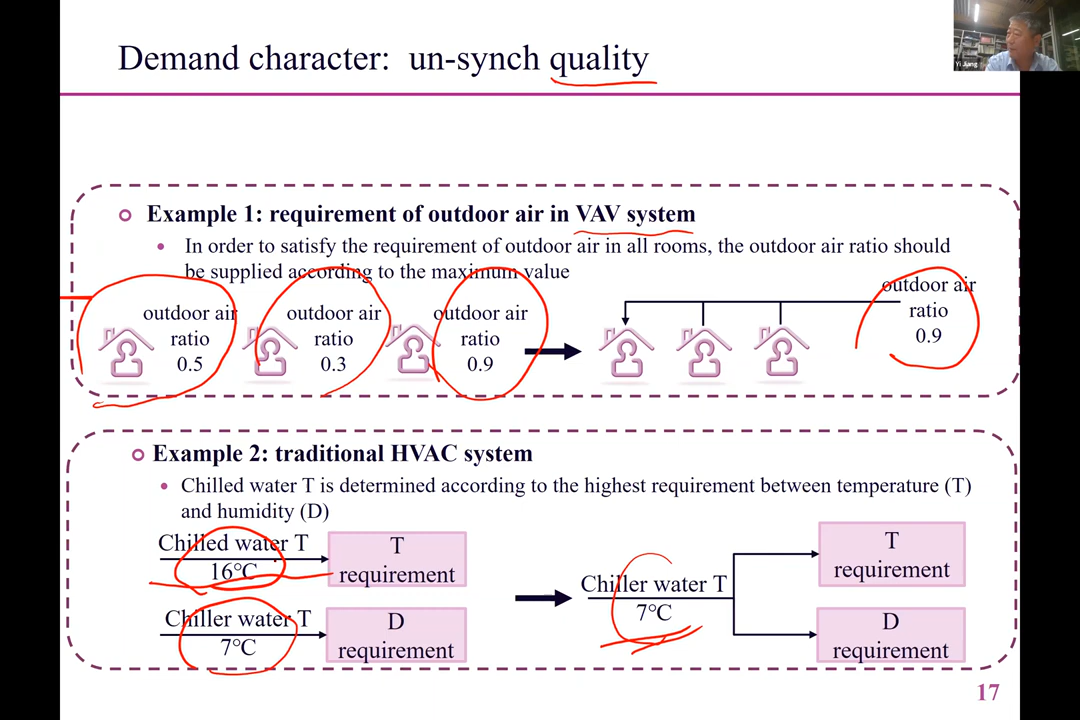 Demand character: un-synch quality
Yi Jiang
Example 1: requirement of outdoor air in VAV system
In order to satisfy the requirement of outdoor air in all rooms, the outdoor air ratio should
be supplied according to the maximum value
outdoor air
ratio
0.5
outdoor air
ratio
0.3
outdoor air
ratio
0.9
outdoor air
ratio
0.9
Example 2: traditional HVAC system
Chilled water T is determined according to the highest requirement between temperature (T)
and humidity (D)
Chilled water T
16℃
T
requirement
Chiller water T
7℃
D
requirement
Chiller water T
7℃
T
requirement
D
requirement
17